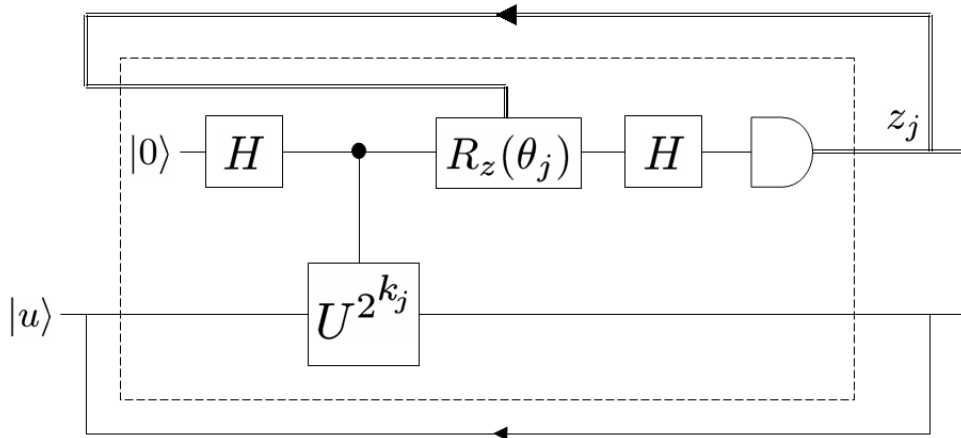 z_j
|0⟩ H R_z(θ_j) H
|u⟩ U^{2^{k_j}}